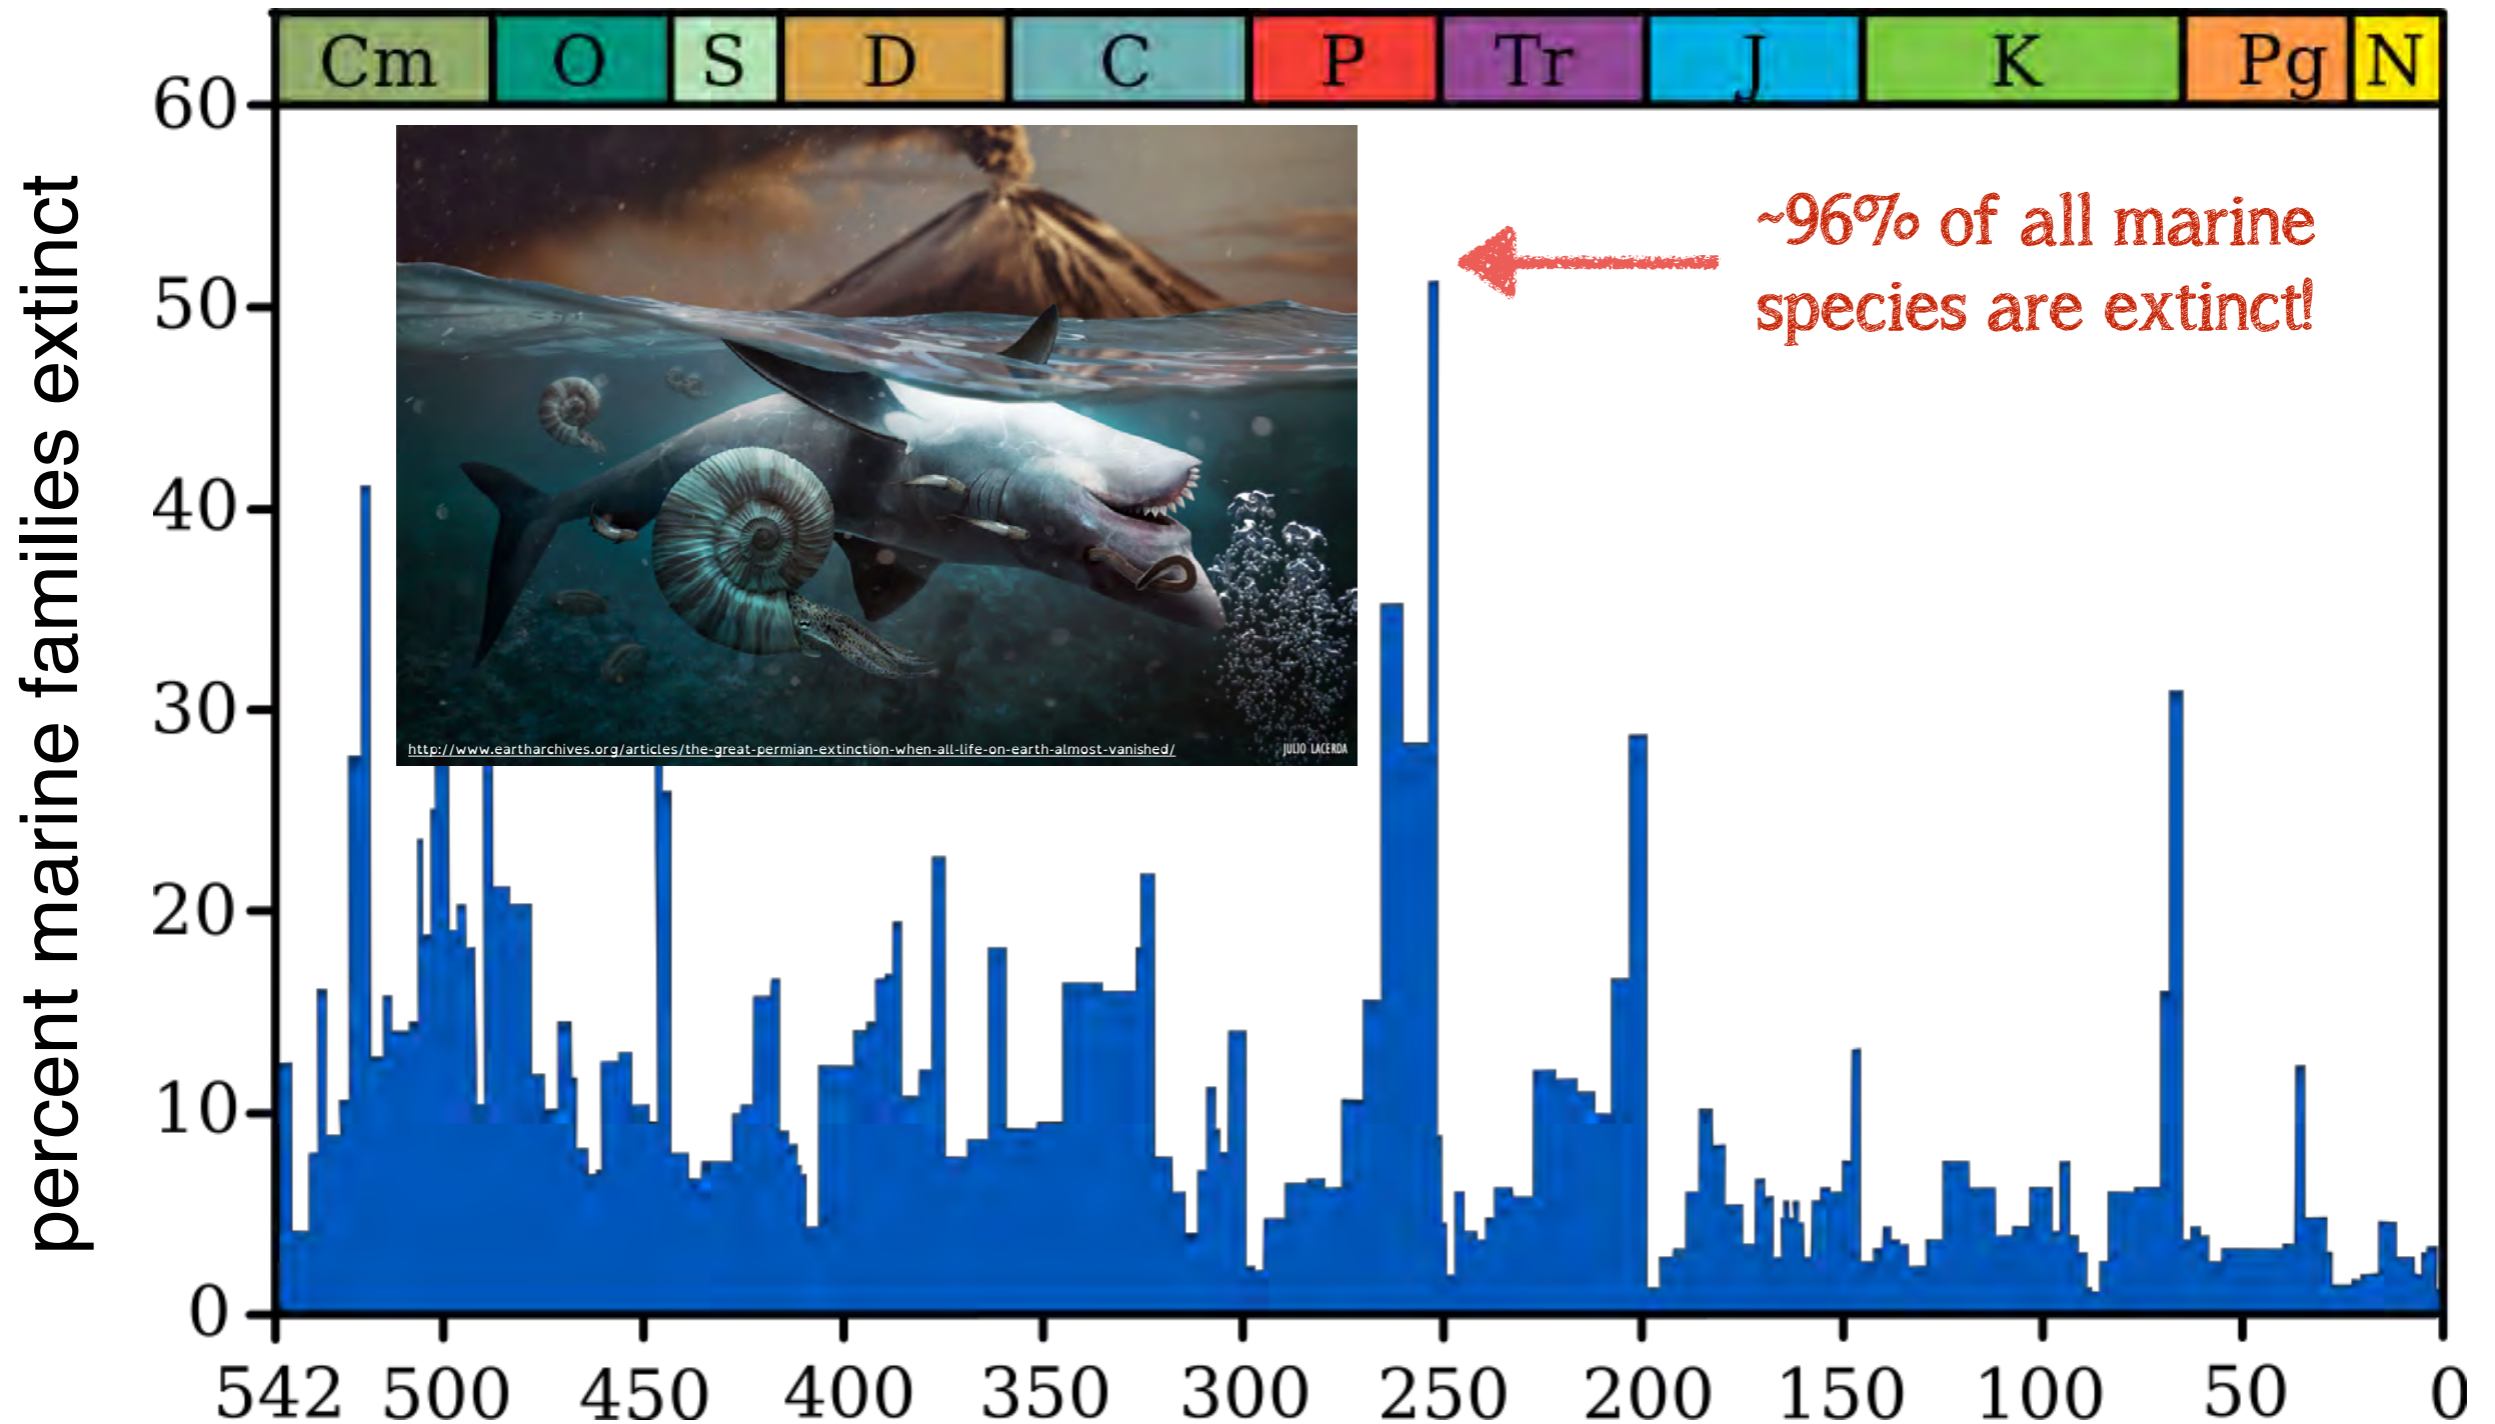 Cm O S D C P Tr J K Pg N
60
50
40
30
20
10
0
percent marine families extinct
~96% of all marine
species are extinct!
http://www.eartharchives.org/articles/the-great-permian-extinction-when-all-life-on-earth-almost-vanished/
JULIO LACERDA
542 500 450 400 350 300 250 200 150 100 50 0